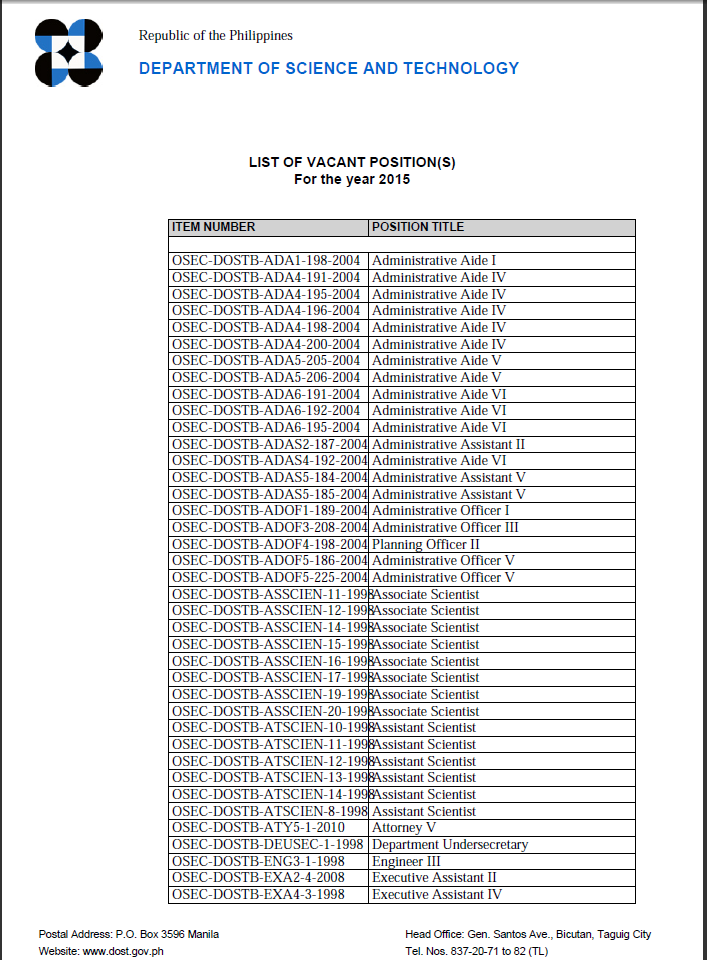 Republic of the Philippines
DEPARTMENT OF SCIENCE AND TECHNOLOGY
LIST OF VACANT POSITION(S)
For the year 2015
ITEM NUMBER POSITION TITLE
OSEC-DOSTB-ADA1-198-2004 Administrative Aide I
OSEC-DOSTB-ADA4-191-2004 Administrative Aide IV
OSEC-DOSTB-ADA4-195-2004 Administrative Aide IV
OSEC-DOSTB-ADA4-196-2004 Administrative Aide IV
OSEC-DOSTB-ADA4-198-2004 Administrative Aide IV
OSEC-DOSTB-ADA4-200-2004 Administrative Aide IV
OSEC-DOSTB-ADA5-205-2004 Administrative Aide V
OSEC-DOSTB-ADA5-206-2004 Administrative Aide V
OSEC-DOSTB-ADA6-191-2004 Administrative Aide VI
OSEC-DOSTB-ADA6-192-2004 Administrative Aide VI
OSEC-DOSTB-ADA6-195-2004 Administrative Aide VI
OSEC-DOSTB-ADAS2-187-2004 Administrative Assistant II
OSEC-DOSTB-ADAS4-192-2004 Administrative Aide VI
OSEC-DOSTB-ADAS5-184-2004 Administrative Assistant V
OSEC-DOSTB-ADAS5-185-2004 Administrative Assistant V
OSEC-DOSTB-ADOF1-189-2004 Administrative Officer I
OSEC-DOSTB-ADOF3-208-2004 Administrative Officer III
OSEC-DOSTB-ADOF4-198-2004 Planning Officer II
OSEC-DOSTB-ADOF5-186-2004 Administrative Officer V
OSEC-DOSTB-ADOF5-225-2004 Administrative Officer V
OSEC-DOSTB-ASSCIEN-11-1998 Associate Scientist
OSEC-DOSTB-ASSCIEN-12-1998 Associate Scientist
OSEC-DOSTB-ASSCIEN-14-1998 Associate Scientist
OSEC-DOSTB-ASSCIEN-15-1998 Associate Scientist
OSEC-DOSTB-ASSCIEN-16-1998 Associate Scientist
OSEC-DOSTB-ASSCIEN-17-1998 Associate Scientist
OSEC-DOSTB-ASSCIEN-19-1998 Associate Scientist
OSEC-DOSTB-ASSCIEN-20-1998 Associate Scientist
OSEC-DOSTB-ATSCIEN-10-1998 Assistant Scientist
OSEC-DOSTB-ATSCIEN-11-1998 Assistant Scientist
OSEC-DOSTB-ATSCIEN-12-1998 Assistant Scientist
OSEC-DOSTB-ATSCIEN-13-1998 Assistant Scientist
OSEC-DOSTB-ATSCIEN-14-1998 Assistant Scientist
OSEC-DOSTB-ATSCIEN-8-1998 Assistant Scientist
OSEC-DOSTB-ATY5-1-2010 Attorney V
OSEC-DOSTB-DEUSEC-1-1998 Department Undersecretary
OSEC-DOSTB-ENG3-1-1998 Engineer III
OSEC-DOSTB-EXA2-4-2008 Executive Assistant II
OSEC-DOSTB-EXA4-3-1998 Executive Assistant IV
Postal Address: P.O. Box 3596 Manila Head Office: Gen. Santos Ave., Bicutan, Taguig City
Website: www.dost.gov.ph Tel. Nos. 837-20-71 to 82 (TL)